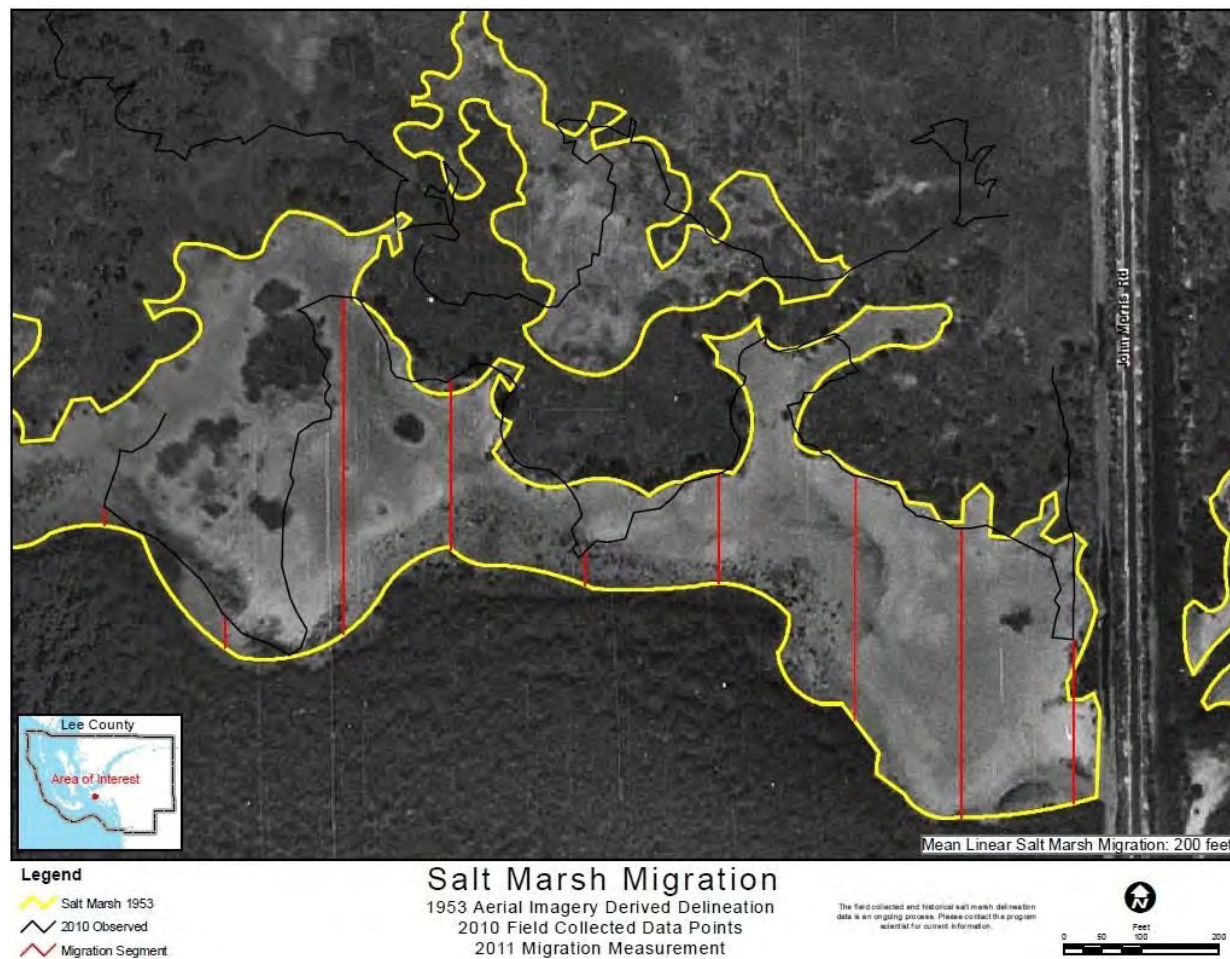 John Morris Rd
Lee County
Area of Interest
Mean Linear Salt Marsh Migration: 200 feet
Legend
Salt Marsh 1953
2010 Observed
Migration Segment
Salt Marsh Migration
1953 Aerial Imagery Derived Delineation
2010 Field Collected Data Points
2011 Migration Measurement
The field collected and historical salt marsh delineation
data is an ongoing process. Please contact the program
scientist for current information.
Feet
0 50 100 200